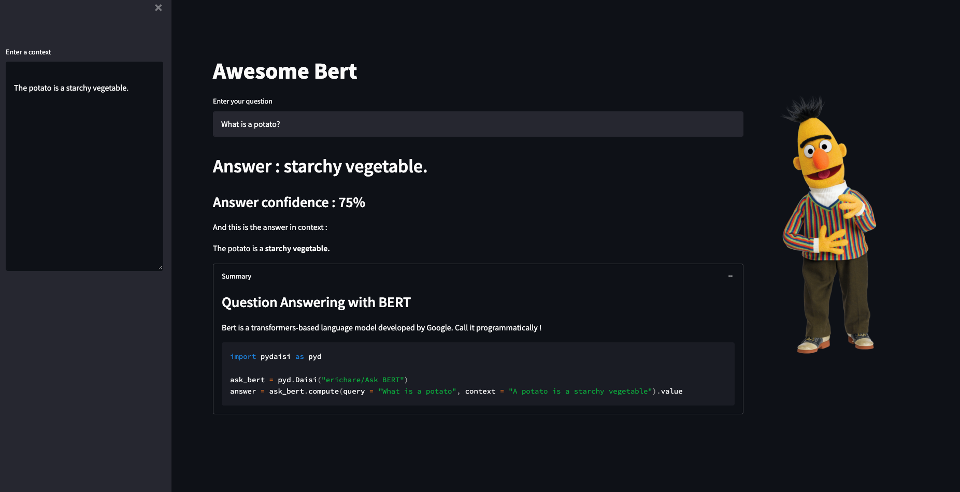 Enter a context
The potato is a starchy vegetable.
Awesome Bert
Enter your question
What is a potato?
Answer : starchy vegetable.
Answer confidence : 75%
And this is the answer in context :
The potato is a starchy vegetable.
Summary
Question Answering with BERT
Bert is a transformers-based language model developed by Google. Call it programmatically !
import pydaisi as pyd
ask_bert = pyd.Daisi("erichare/Ask BERT")
answer = ask_bert.compute(query = "What is a potato", context = "A potato is a starchy vegetable").value